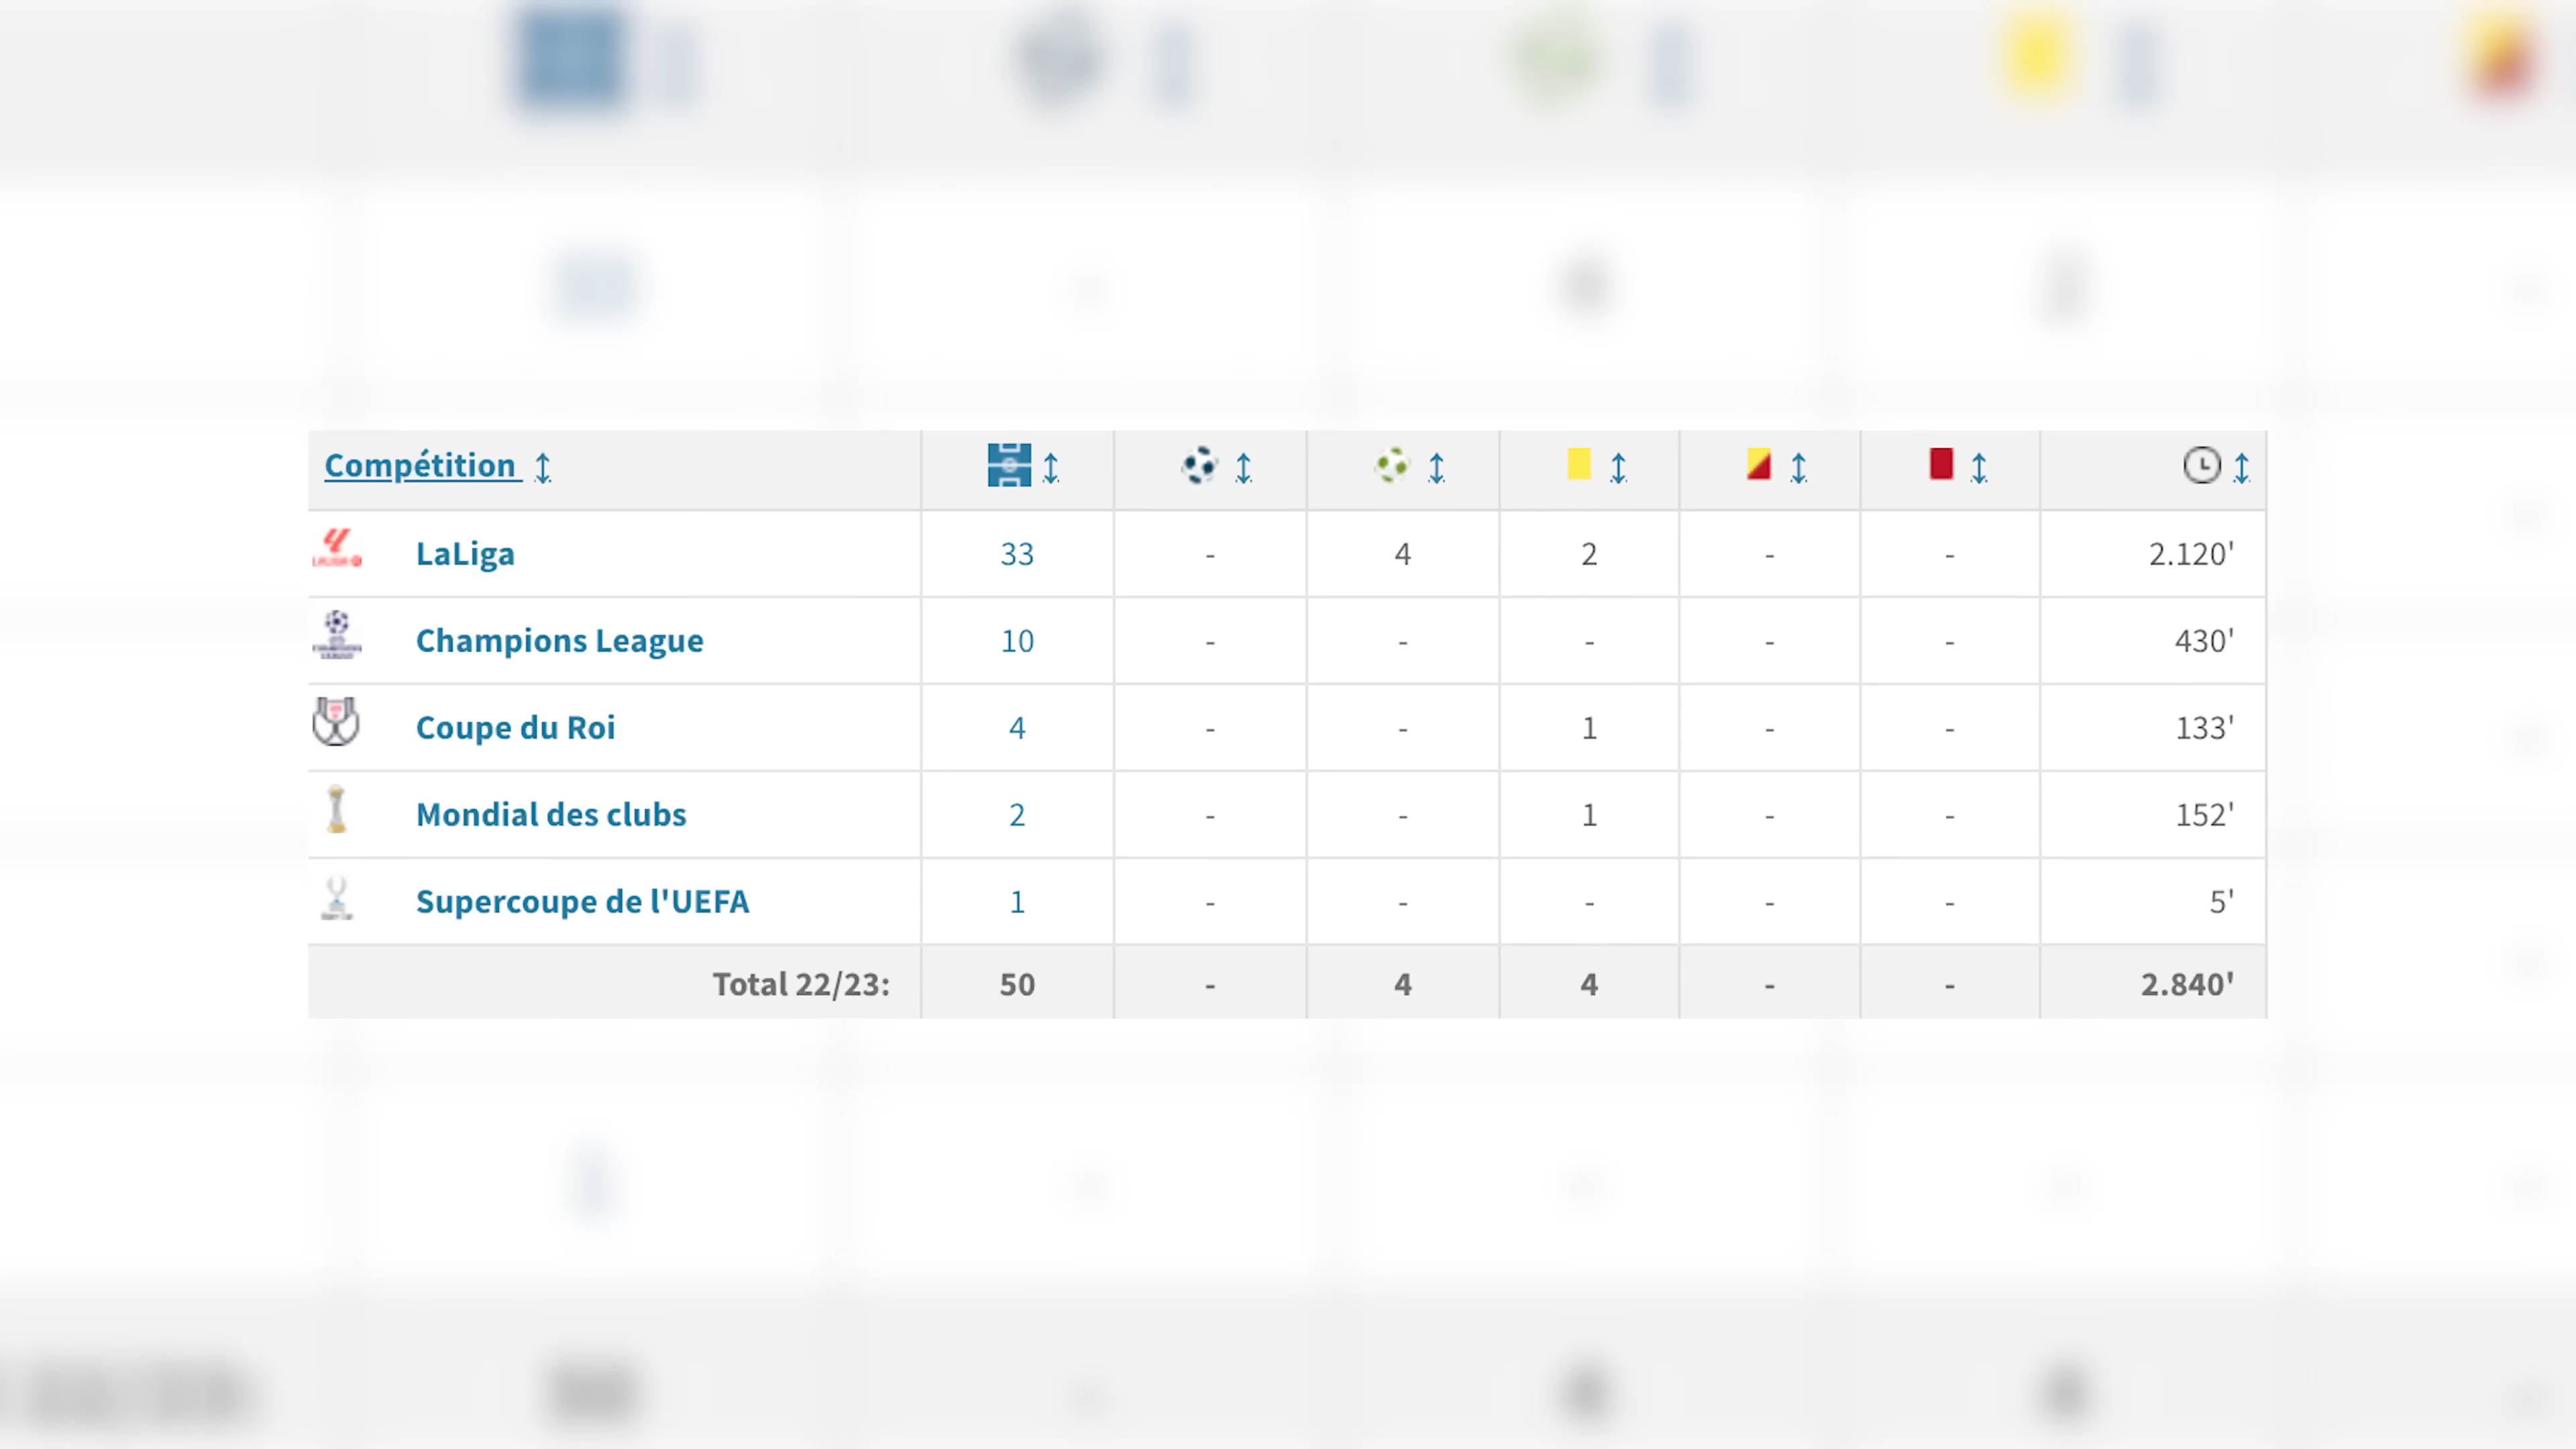 Compétition
LaLiga 33 - 4 2 - - 2.120'
Champions League 10 - - - - - 430'
Coupe du Roi 4 - - 1 - - 133'
Mondial des clubs 2 - - 1 - - 152'
Supercoupe de l'UEFA 1 - - - - - 5'
Total 22/23: 50 - 4 4 - - 2.840'